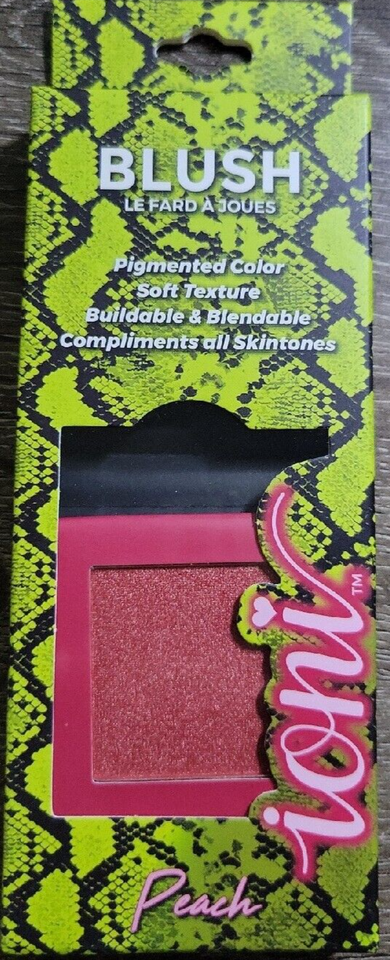 BLUSH
LE FARD À JOUES
Pigmented Color
Soft Texture
Buildable & Blendable
Compliments all Skintones
ioni™
Peach